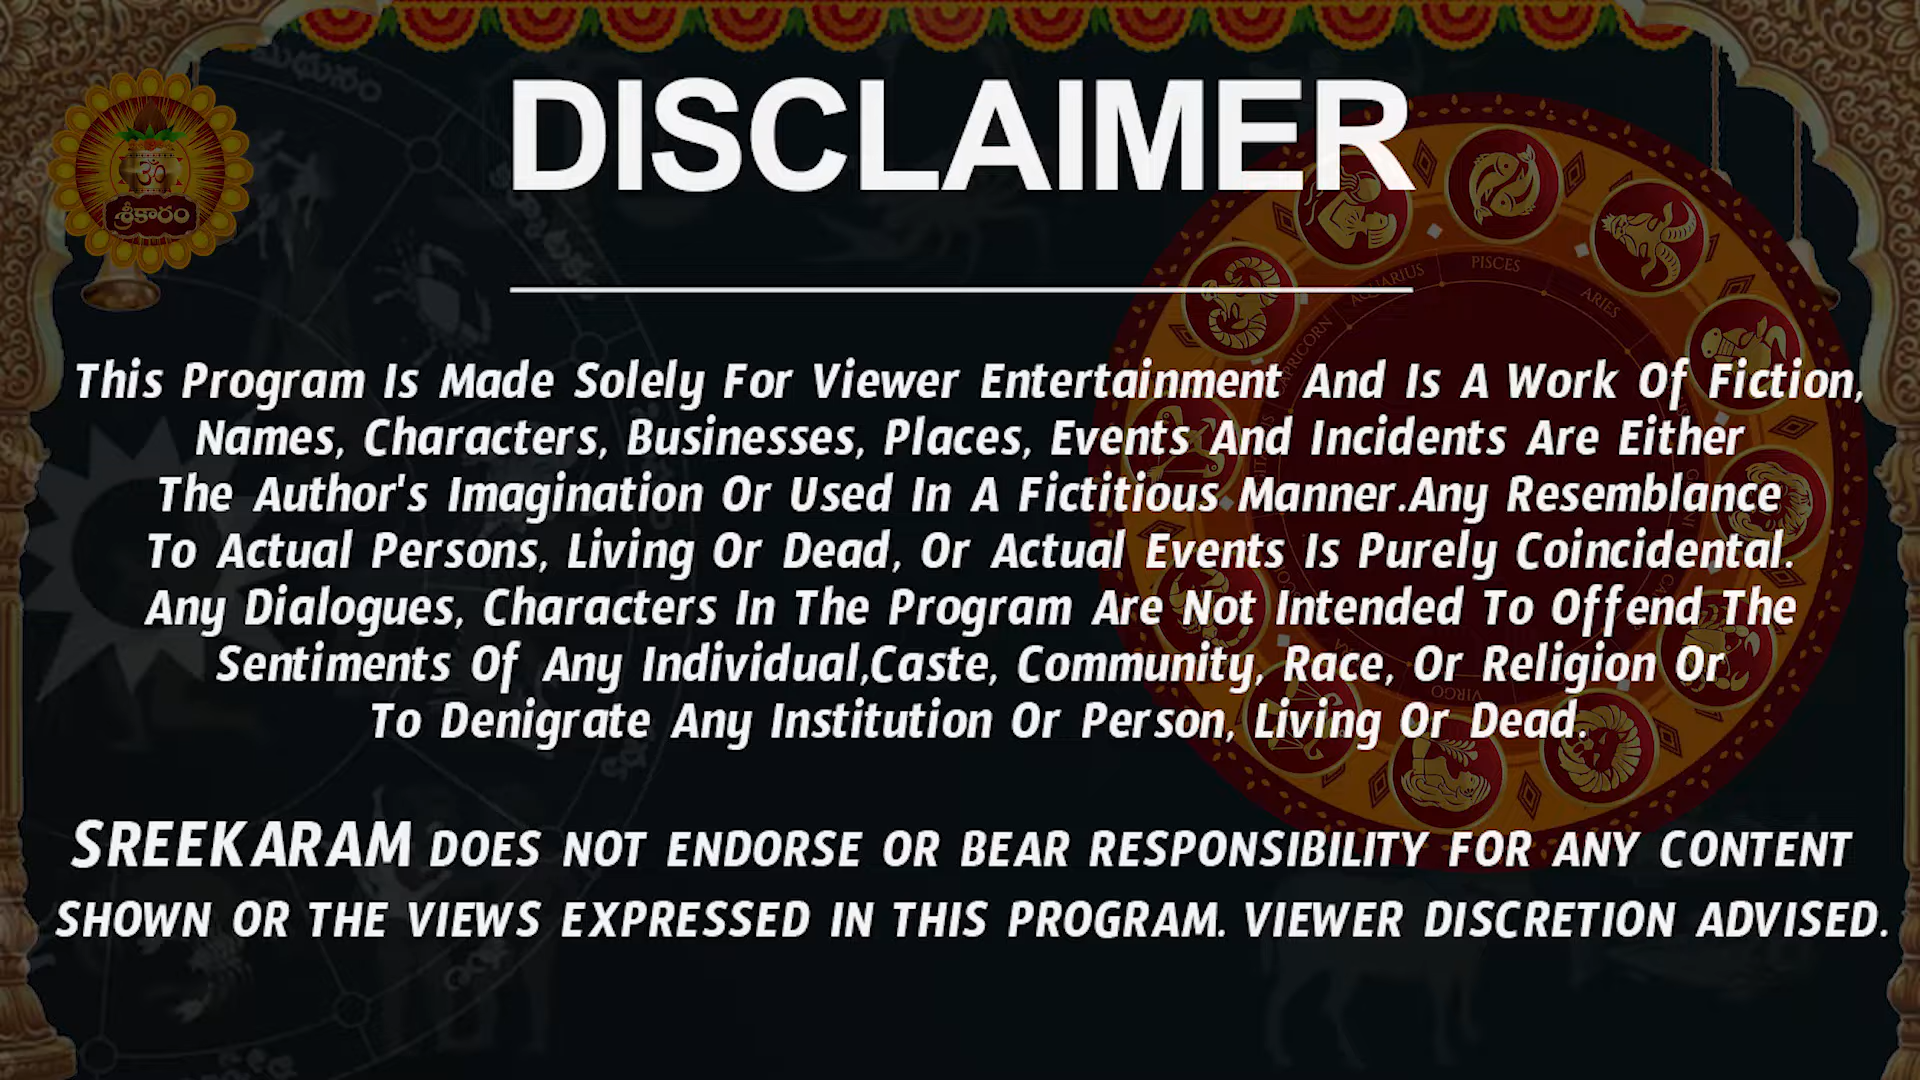 DISCLAIMER
శ్రీకారం
PISCES
AQUARIUS
ARIES
CAPRICORN
This Program Is Made Solely For Viewer Entertainment And Is A Work Of Fiction,
Names, Characters, Businesses, Places, Events And Incidents Are Either
The Author's Imagination Or Used In A Fictitious Manner.Any Resemblance
To Actual Persons, Living Or Dead, Or Actual Events Is Purely Coincidental.
Any Dialogues, Characters In The Program Are Not Intended To Offend The
Sentiments Of Any Individual,Caste, Community, Race, Or Religion Or
VIRGO
To Denigrate Any Institution Or Person, Living Or Dead.
SREEKARAM DOES NOT ENDORSE OR BEAR RESPONSIBILITY FOR ANY CONTENT
SHOWN OR THE VIEWS EXPRESSED IN THIS PROGRAM. VIEWER DISCRETION ADVISED.